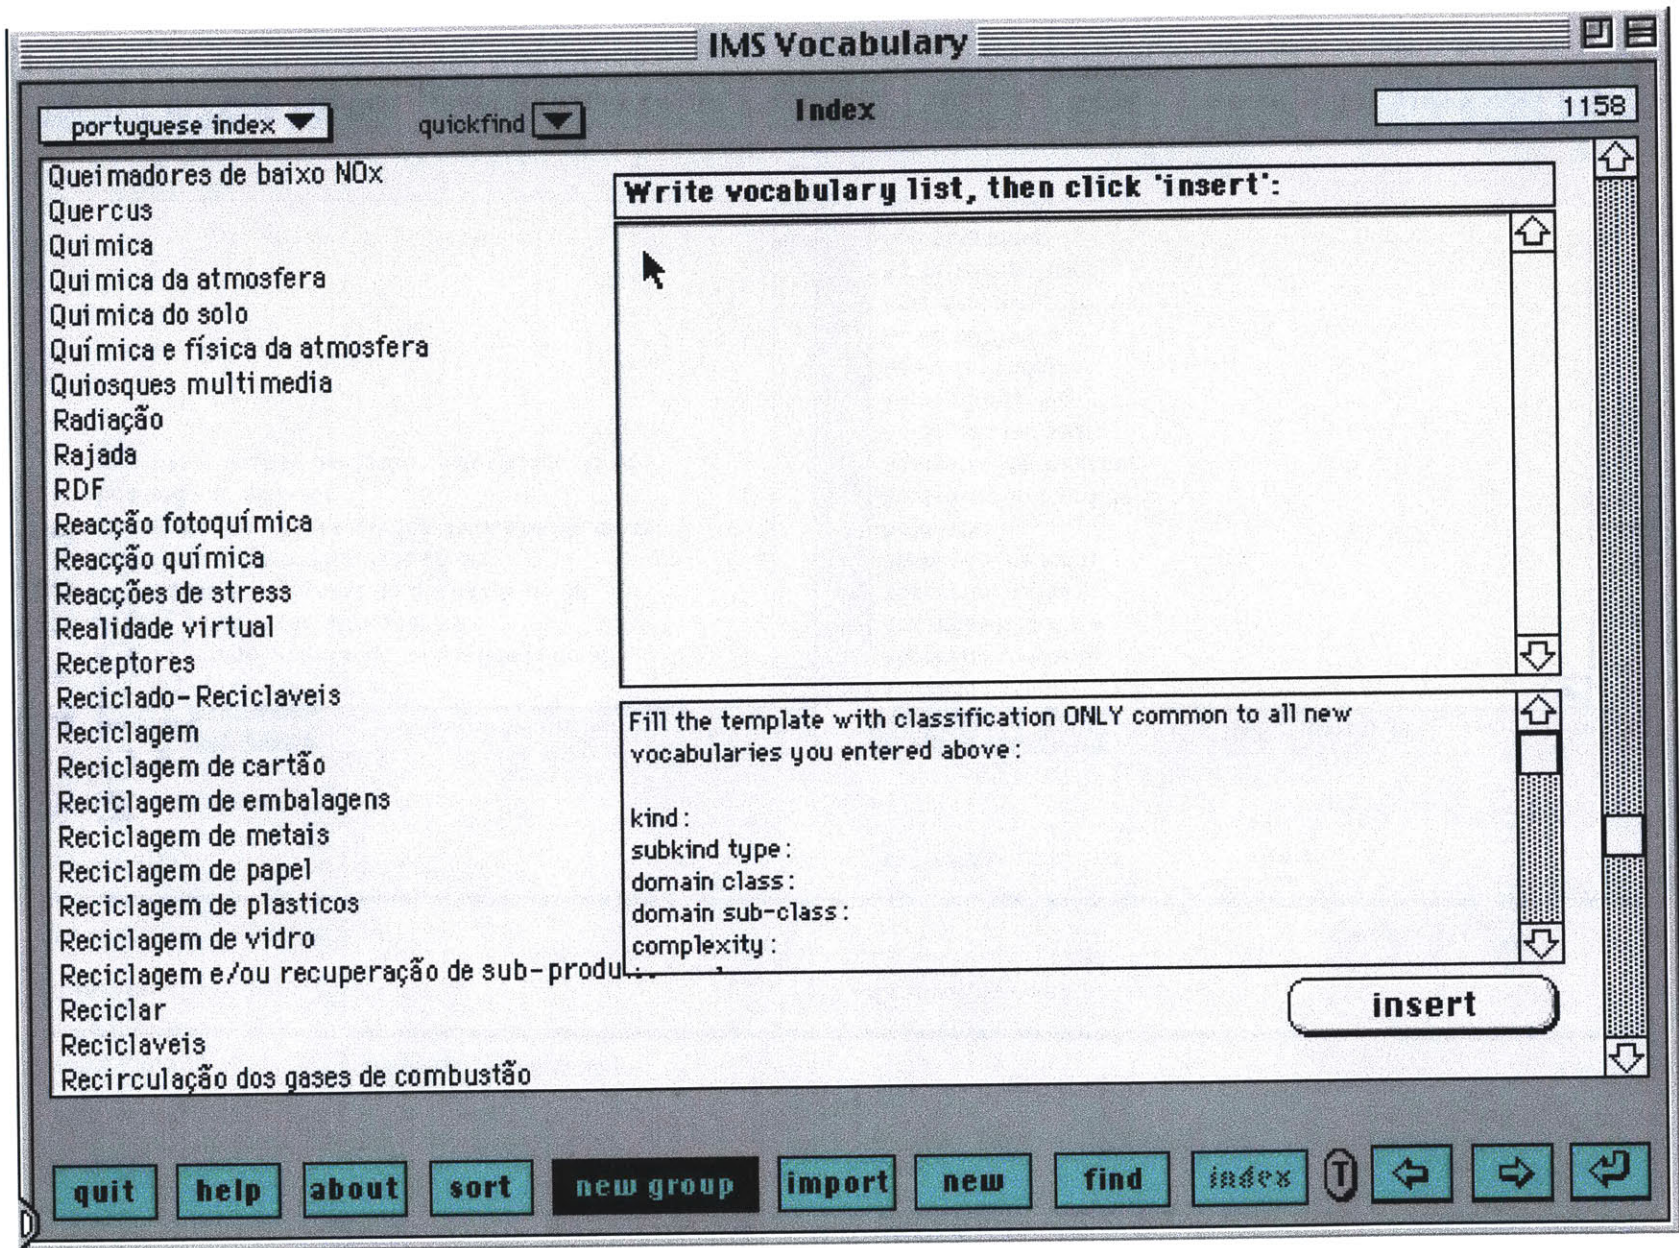 IMS Vocabulary
portuguese index
quickfind
Index
1158
Queimadores de baixo NOx
Quercus
Quimica
Quimica da atmosfera
Quimica do solo
Química e física da atmosfera
Quiosques multimedia
Radiação
Rajada
RDF
Reacção fotoquímica
Reacção química
Reacções de stress
Realidade virtual
Receptores
Reciclado-Reciclaveis
Reciclagem
Reciclagem de cartão
Reciclagem de embalagens
Reciclagem de metais
Reciclagem de papel
Reciclagem de plasticos
Reciclagem de vidro
Reciclagem e/ou recuperação de sub-produ
Reciclar
Reciclaveis
Recirculação dos gases de combustão
Write vocabulary list, then click 'insert':
Fill the template with classification ONLY common to all new
vocabularies you entered above:
kind:
subkind type:
domain class:
domain sub-class:
complexity:
insert
quit
help
about
sort
new group
import
new
find
index
T